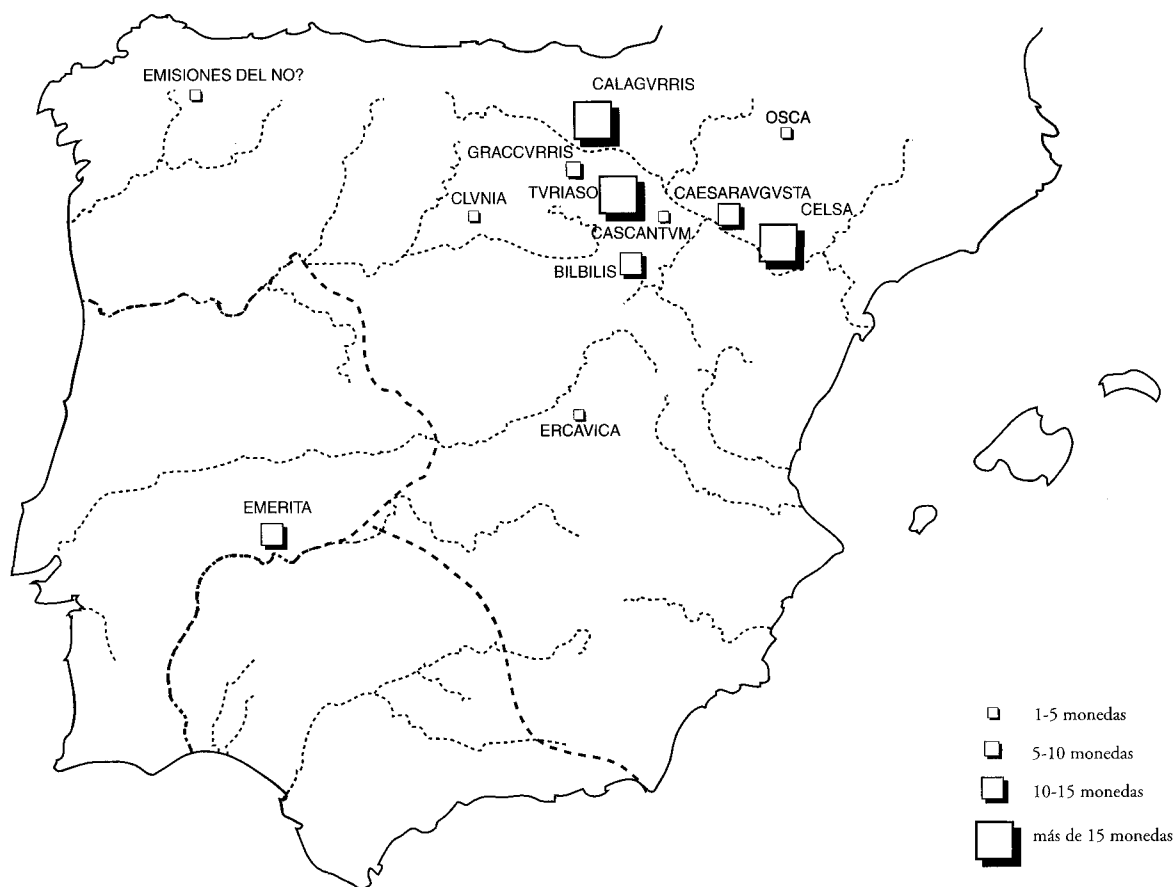 EMISIONES DEL NO?
CALAGVRRIS
OSCA
GRACCVRRIS
TVRIASO
CLVNIA
CAESARAVGVSTA
CELSA
CASCANTVM
BILBILIS
ERCAVICA
EMERITA
1-5 monedas
5-10 monedas
10-15 monedas
más de 15 monedas